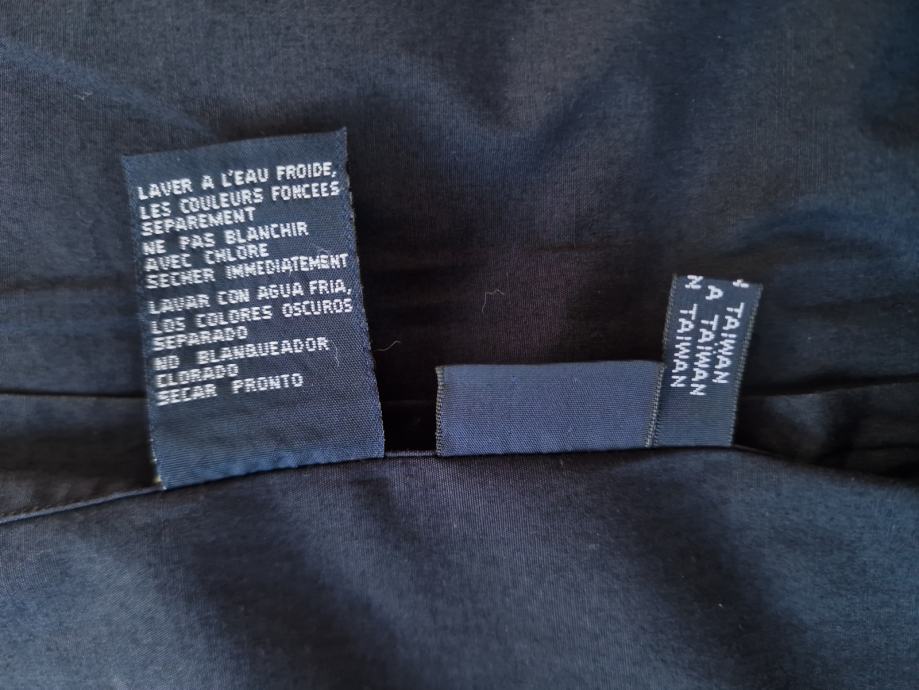 LAVER A L'EAU FROIDE,
LES COULEURS FONCEES
SEPAREMENT
NE PAS BLANCHIR
AVEC CHLORE
SECHER IMMEDIATEMENT
LAVAR CON AGUA FRIA,
LOS COLORES OSCUROS
SEPARADO
NO BLANQUEADOR
CLORADO
SECAR PRONTO
TAIWAN
A TAIWAN
N TAIWAN